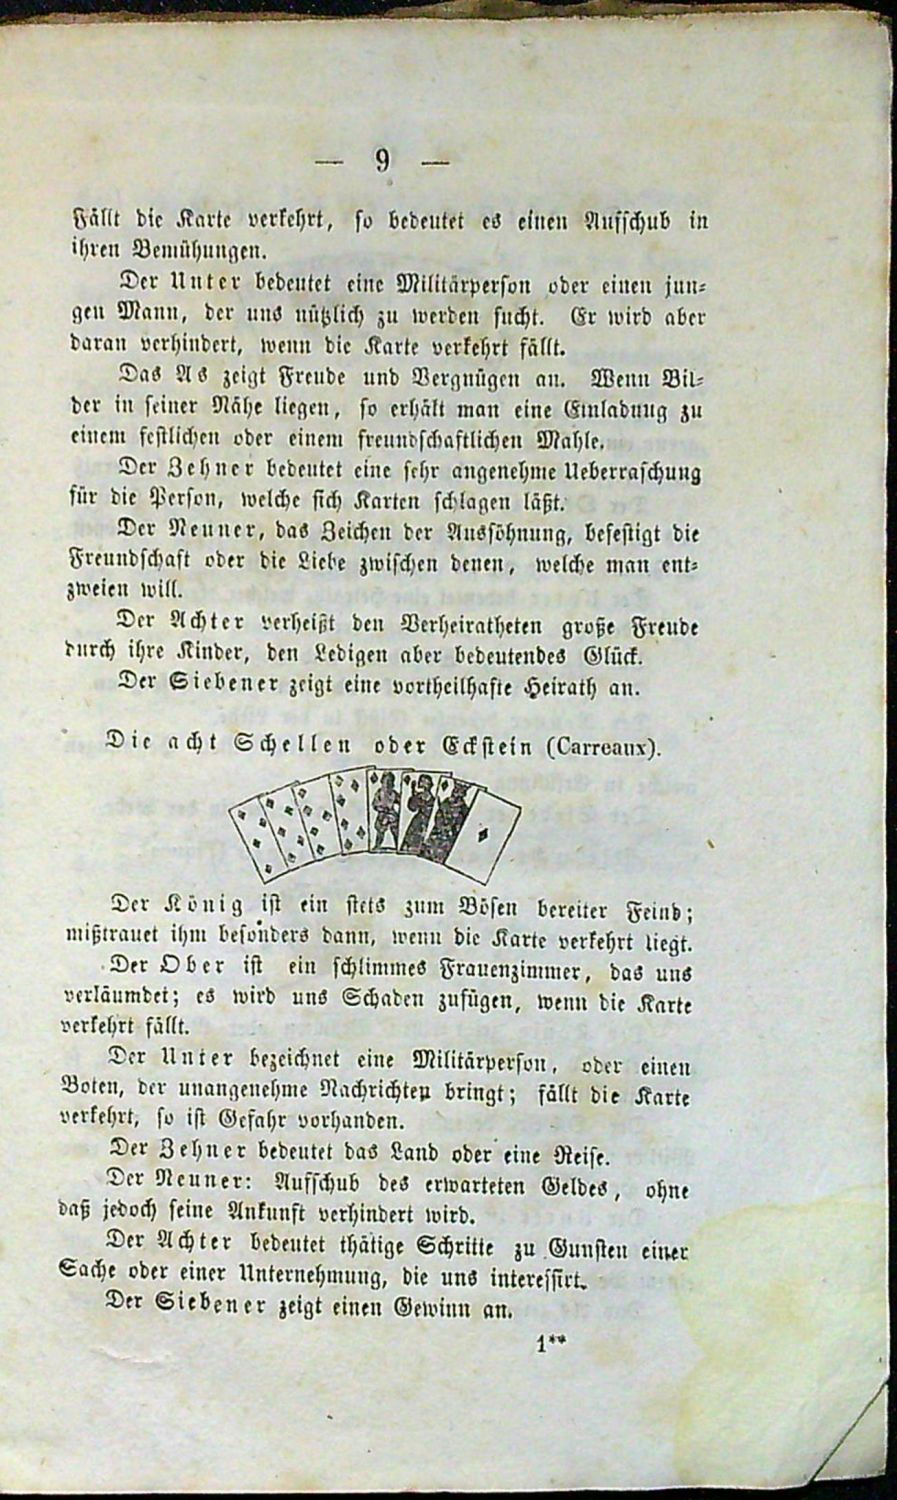 — 9 —
Fällt die Karte verkehrt, so bedeutet es einen Aufschub in
ihren Bemühungen.
Der Unter bedeutet eine Militärperson oder einen jun-
gen Mann, der uns nützlich zu werden sucht. Er wird aber
daran verhindert, wenn die Karte verkehrt fällt.
Das As zeigt Freude und Vergnügen an. Wenn Bil-
der in seiner Nähe liegen, so erhält man eine Einladung zu
einem festlichen oder einem freundschaftlichen Mahle.
Der Zehner bedeutet eine sehr angenehme Ueberraschung
für die Person, welche sich Karten schlagen läßt.
Der Neuner, das Zeichen der Aussöhnung, befestigt die
Freundschaft oder die Liebe zwischen denen, welche man ent-
zweien will.
Der Achter verheißt den Verheiratheten große Freude
durch ihre Kinder, den Ledigen aber bedeutendes Glück.
Der Siebener zeigt eine vortheilhafte Heirath an.
Die acht Schellen oder Eckstein (Carreaux).
Der König ist ein stets zum Bösen bereiter Feind;
mißtrauet ihm besonders dann, wenn die Karte verkehrt liegt.
Der Ober ist ein schlimmes Frauenzimmer, das uns
verläumdet; es wird uns Schaden zufügen, wenn die Karte
verkehrt fällt.
Der Unter bezeichnet eine Militärperson, oder einen
Boten, der unangenehme Nachrichten bringt; fällt die Karte
verkehrt, so ist Gefahr vorhanden.
Der Zehner bedeutet das Land oder eine Reise.
Der Neuner: Aufschub des erwarteten Geldes, ohne
daß jedoch seine Ankunft verhindert wird.
Der Achter bedeutet thätige Schritte zu Gunsten einer
Sache oder einer Unternehmung, die uns interessirt.
Der Siebener zeigt einen Gewinn an.
1**